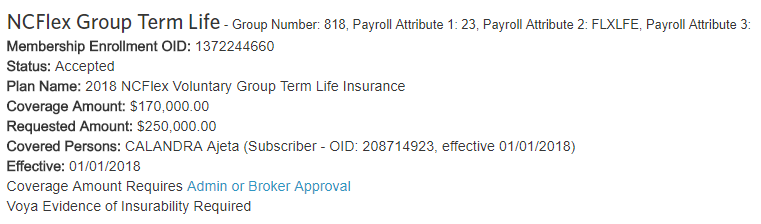 NCFlex Group Term Life - Group Number: 818, Payroll Attribute 1: 23, Payroll Attribute 2: FLXLFE, Payroll Attribute 3:
Membership Enrollment OID: 1372244660
Status: Accepted
Plan Name: 2018 NCFlex Voluntary Group Term Life Insurance
Coverage Amount: $170,000.00
Requested Amount: $250,000.00
Covered Persons: CALANDRA Ajeta (Subscriber - OID: 208714923, effective 01/01/2018)
Effective: 01/01/2018
Coverage Amount Requires Admin or Broker Approval
Voya Evidence of Insurability Required